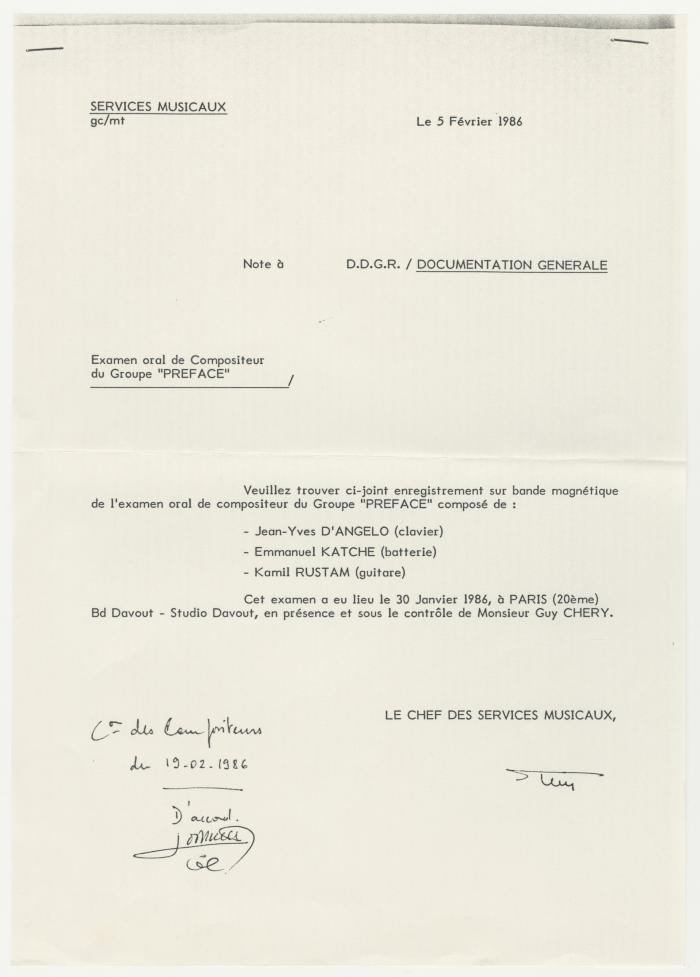 SERVICES MUSICAUX
gc/mt
Le 5 Février 1986
Note à D.D.G.R. / DOCUMENTATION GENERALE
Examen oral de Compositeur
du Groupe "PREFACE"
/
Veuillez trouver ci-joint enregistrement sur bande magnétique
de l'examen oral de compositeur du Groupe "PREFACE" composé de :
- Jean-Yves D'ANGELO (clavier)
- Emmanuel KATCHE (batterie)
- Kamil RUSTAM (guitare)
Cet examen a eu lieu le 30 Janvier 1986, à PARIS (20ème)
Bd Davout - Studio Davout, en présence et sous le contrôle de Monsieur Guy CHERY.
LE CHEF DES SERVICES MUSICAUX,
des Compositeurs
du 19-02-1986
D'accord.